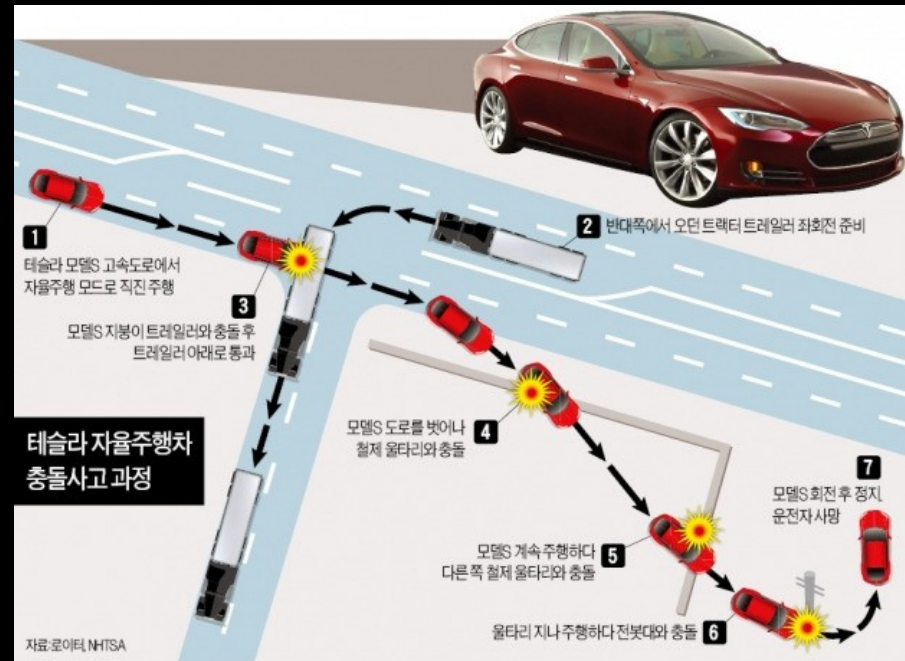 1
테슬라 모델S 고속도로에서
자율주행 모드로 직진 주행
2 반대쪽에서 오던 트랙터 트레일러 좌회전 준비
3
모델S 지붕이 트레일러와 충돌 후
트레일러 아래로 통과
테슬라 자율주행차
충돌사고 과정
모델S 도로를 벗어나 4
철제 울타리와 충돌
모델S 계속 주행하다 5
다른 쪽 철제 울타리와 충돌
울타리 지나 주행하다 전봇대와 충돌 6
7
모델S 회전 후 정지,
운전자 사망
자료:로이터, NHTSA